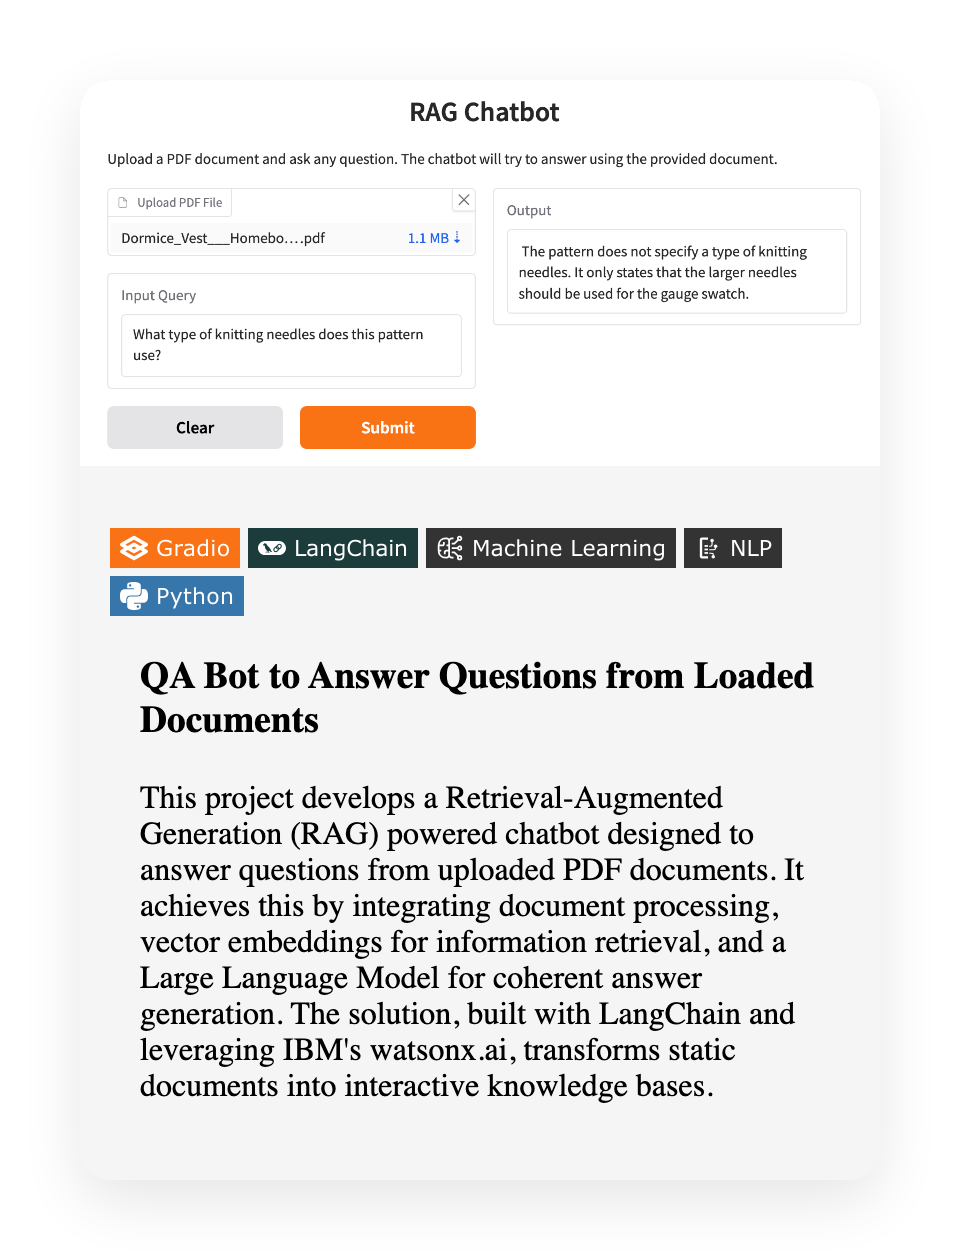 RAG Chatbot
Upload a PDF document and ask any question. The chatbot will try to answer using the provided document.
Upload PDF File
Dormice_Vest___Homebo....pdf
1.1 MB ⇣
Input Query
What type of knitting needles does this pattern
use?
Clear
Submit
Output
The pattern does not specify a type of knitting
needles. It only states that the larger needles
should be used for the gauge swatch.
Gradio
LangChain
Machine Learning
NLP
Python
QA Bot to Answer Questions from Loaded
Documents
This project develops a Retrieval-Augmented
Generation (RAG) powered chatbot designed to
answer questions from uploaded PDF documents. It
achieves this by integrating document processing,
vector embeddings for information retrieval, and a
Large Language Model for coherent answer
generation. The solution, built with LangChain and
leveraging IBM's watsonx.ai, transforms static
documents into interactive knowledge bases.